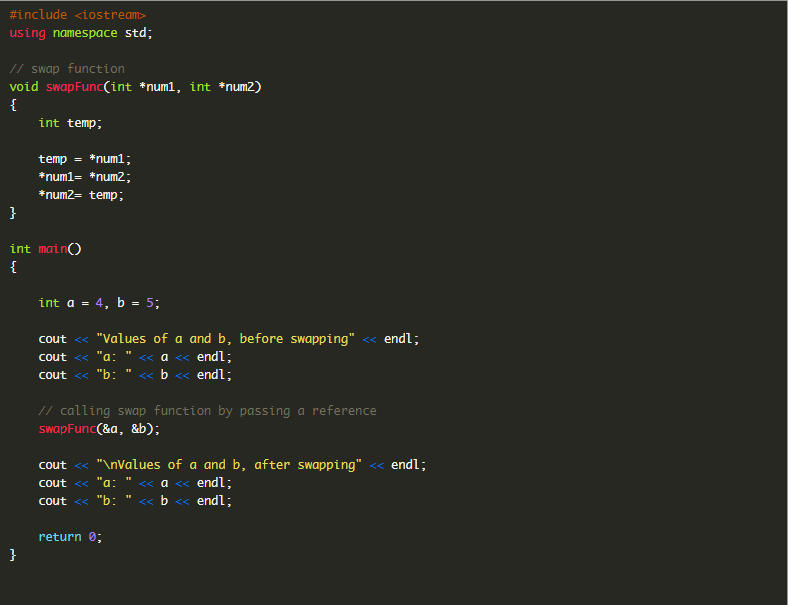 #include <iostream>
using namespace std;

// swap function
void swapFunc(int *num1, int *num2)
{
    int temp;

    temp = *num1;
    *num1= *num2;
    *num2= temp;
}

int main()
{

    int a = 4, b = 5;

    cout << "Values of a and b, before swapping" << endl;
    cout << "a: " << a << endl;
    cout << "b: " << b << endl;

    // calling swap function by passing a reference
    swapFunc(&a, &b);

    cout << "\nValues of a and b, after swapping" << endl;
    cout << "a: " << a << endl;
    cout << "b: " << b << endl;

    return 0;
}